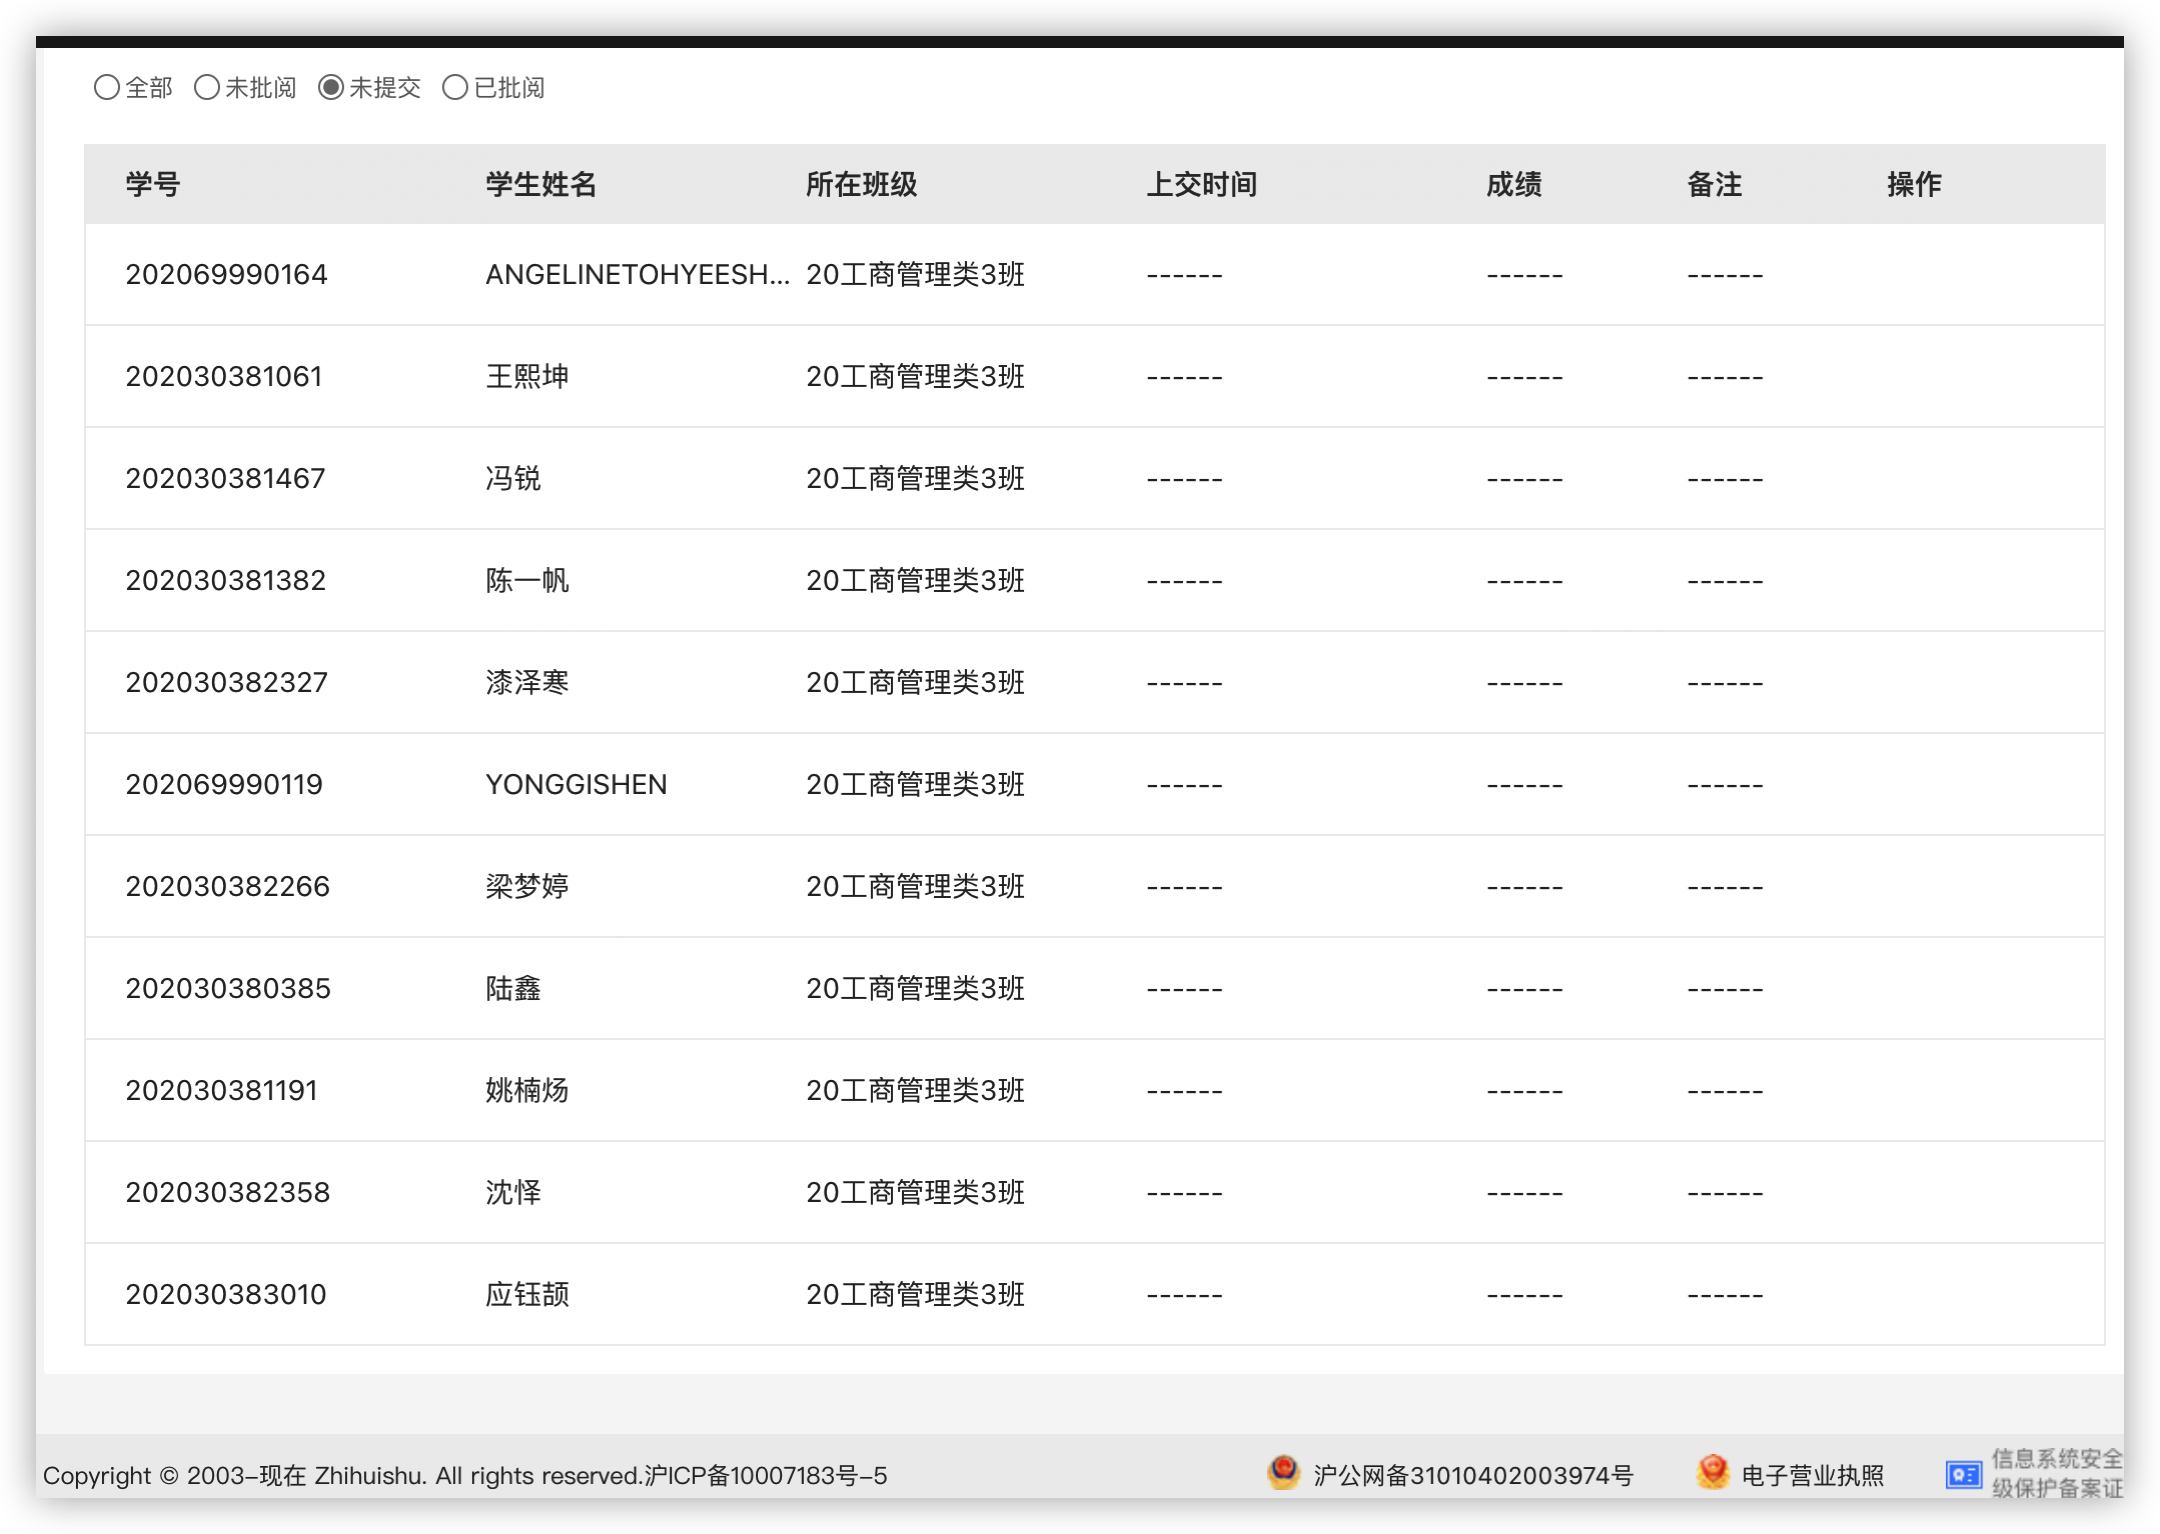 全部 未批阅 未提交 已批阅
学号 学生姓名 所在班级 上交时间 成绩 备注 操作
202069990164 ANGELINETOHYEESH... 20工商管理类3班 ------ ------ ------
202030381061 王熙坤 20工商管理类3班 ------ ------ ------
202030381467 冯锐 20工商管理类3班 ------ ------ ------
202030381382 陈一帆 20工商管理类3班 ------ ------ ------
202030382327 漆泽寒 20工商管理类3班 ------ ------ ------
202069990119 YONGGISHEN 20工商管理类3班 ------ ------ ------
202030382266 梁梦婷 20工商管理类3班 ------ ------ ------
202030380385 陆鑫 20工商管理类3班 ------ ------ ------
202030381191 姚楠炀 20工商管理类3班 ------ ------ ------
202030382358 沈怿 20工商管理类3班 ------ ------ ------
202030383010 应钰颉 20工商管理类3班 ------ ------ ------
Copyright © 2003-现在 Zhihuishu. All rights reserved.沪ICP备10007183号-5 沪公网备31010402003974号 电子营业执照 信息系统安全
级保护备案证